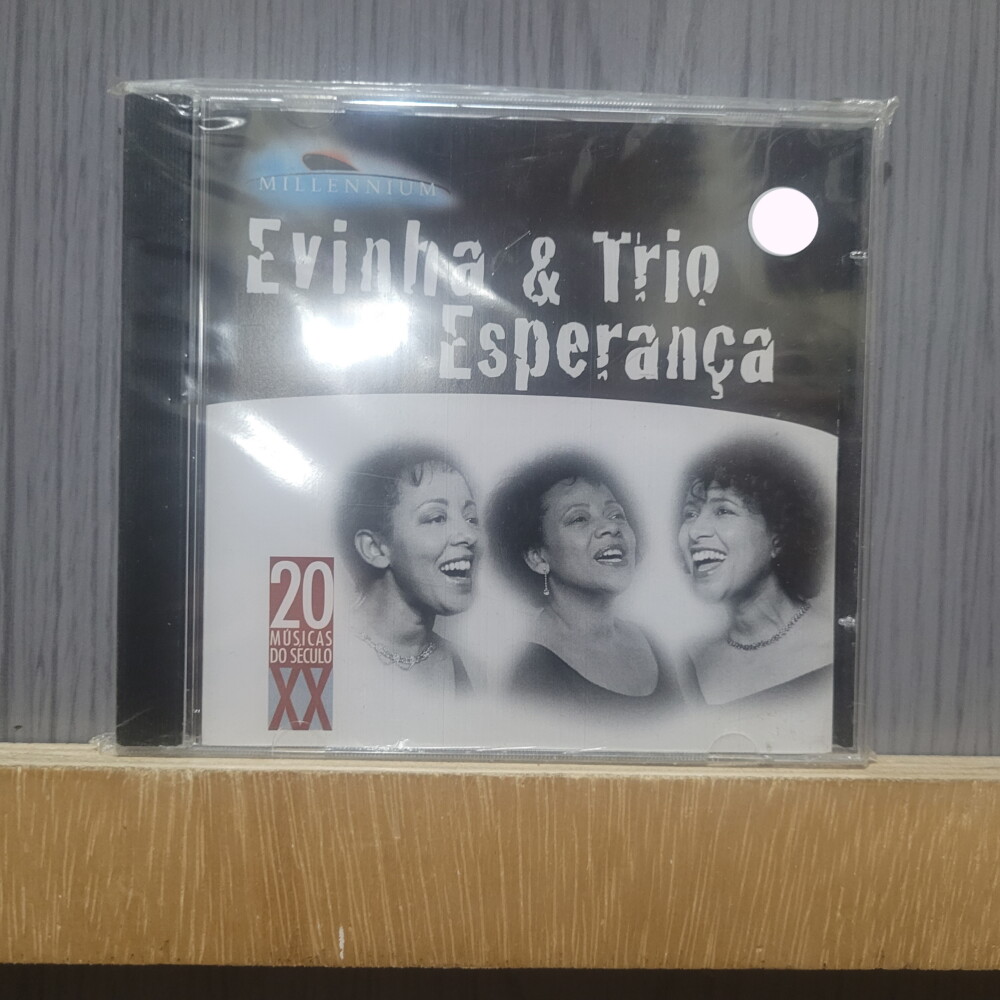 MILLENNIUM
Evinha & Trio
Esperança
20
MÚSICAS
DO SÉCULO
XX